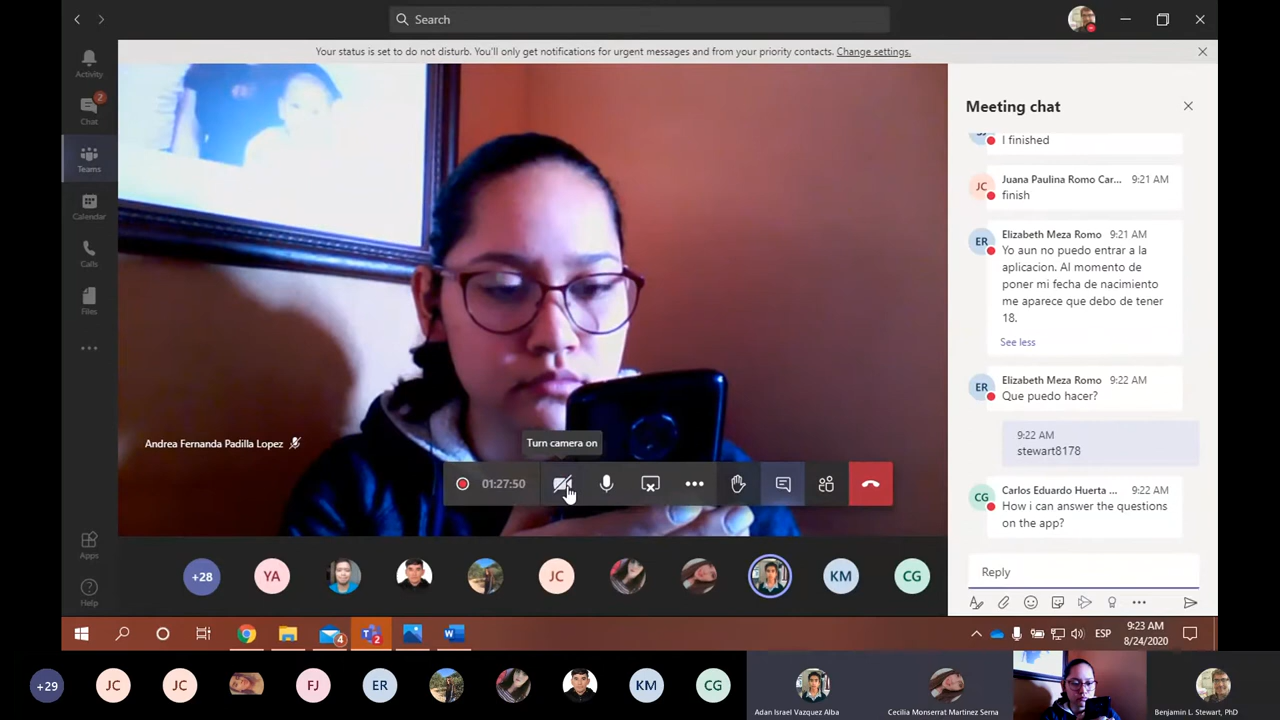 Search
Your status is set to do not disturb. You'll only get notifications for urgent messages and from your priority contacts. Change settings.
Activity
Chat
2
Teams
Calendar
Calls
Files
Apps
Help
Andrea Fernanda Padilla Lopez
Turn camera on
01:27:50
+28
YA
JC
KM
CG
Meeting chat
I finished
JC
Juana Paulina Romo Car... 9:21 AM
finish
ER
Elizabeth Meza Romo 9:21 AM
Yo aun no puedo entrar a la
aplicacion. Al momento de
poner mi fecha de nacimiento
me aparece que debo de tener
18.
See less
ER
Elizabeth Meza Romo 9:22 AM
Que puedo hacer?
9:22 AM
stewart8178
CG
Carlos Eduardo Huerta ... 9:22 AM
How i can answer the questions
on the app?
Reply
4
2
ESP
9:23 AM
8/24/2020
+29
JC
JC
FJ
ER
KM
CG
Adan Israel Vazquez Alba
Cecilia Monserrat Martinez Serna
Benjamin L. Stewart, PhD